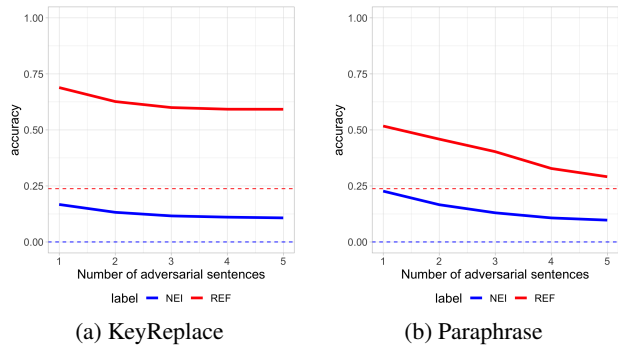 1.00
0.75
0.50
0.25
0.00
accuracy
1 2 3 4 5
Number of adversarial sentences
label NEI REF
(a) KeyReplace
1.00
0.75
0.50
0.25
0.00
accuracy
1 2 3 4 5
Number of adversarial sentences
label NEI REF
(b) Paraphrase